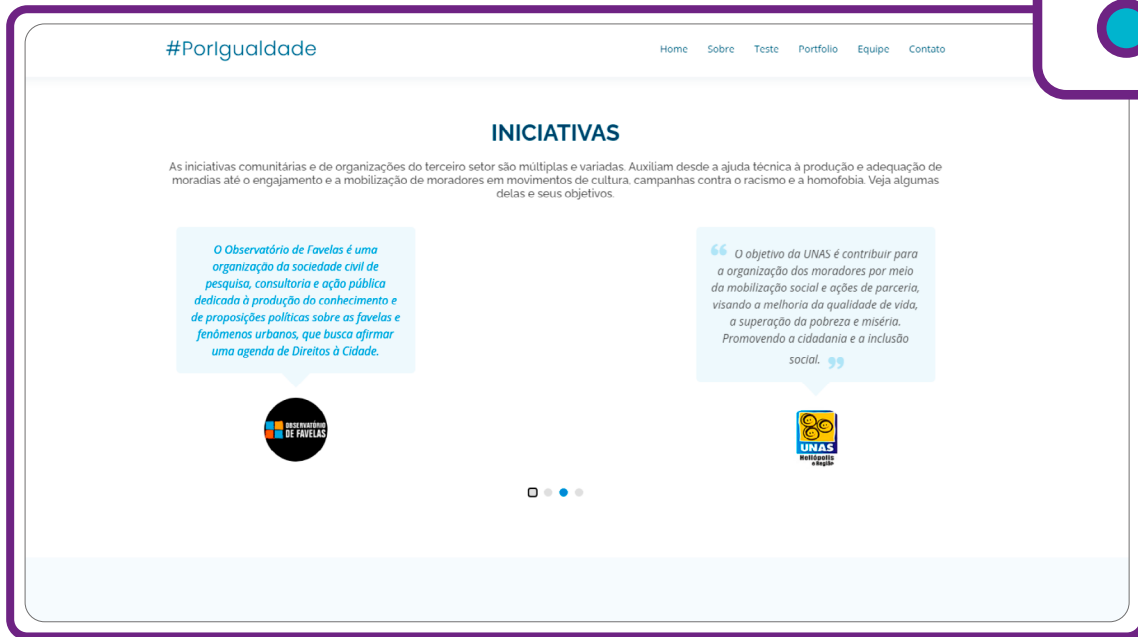 #PorIgualdade
Home Sobre Teste Portfolio Equipe Contato
INICIATIVAS
As iniciativas comunitárias e de organizações do terceiro setor são múltiplas e variadas. Auxiliam desde a ajuda técnica à produção e adequação de
moradias até o engajamento e a mobilização de moradores em movimentos de cultura, campanhas contra o racismo e a homofobia. Veja algumas
delas e seus objetivos.
O Observatório de Favelas é uma
organização da sociedade civil de
pesquisa, consultoria e ação pública
dedicada à produção do conhecimento e
de proposições políticas sobre as favelas e
fenômenos urbanos, que busca afirmar
uma agenda de Direitos à Cidade.
OBSERVATÓRIO
DE FAVELAS
“ O objetivo da UNAS é contribuir para
a organização dos moradores por meio
da mobilização social e ações de parceria,
visando a melhoria da qualidade de vida,
a superação da pobreza e miséria.
Promovendo a cidadania e a inclusão
social. ”
UNAS
Heliópolis
e Região